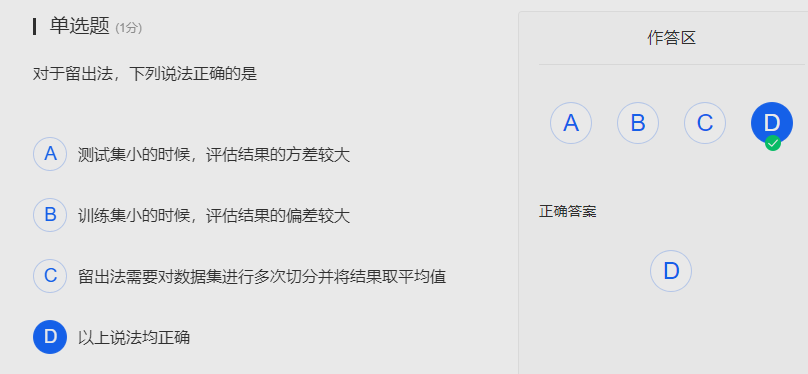 单选题 (1分)
作答区
对于留出法，下列说法正确的是
A B C D
A 测试集小的时候，评估结果的方差较大
B 训练集小的时候，评估结果的偏差较大
正确答案
C 留出法需要对数据集进行多次切分并将结果取平均值
D
D 以上说法均正确